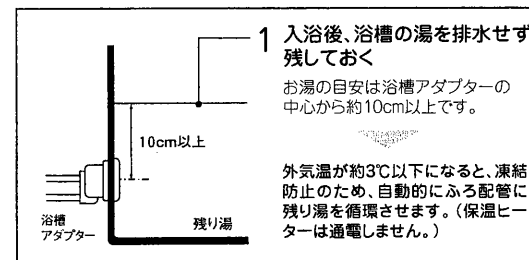 1 入浴後、浴槽の湯を排水せず
残しておく
お湯の目安は浴槽アダプターの
中心から約10cm以上です。
外気温が約3℃以下になると、凍結
防止のため、自動的にふろ配管に
残り湯を循環させます。（保温ヒー
ターは通電しません。）
10cm以上
浴槽
アダプター
残り湯